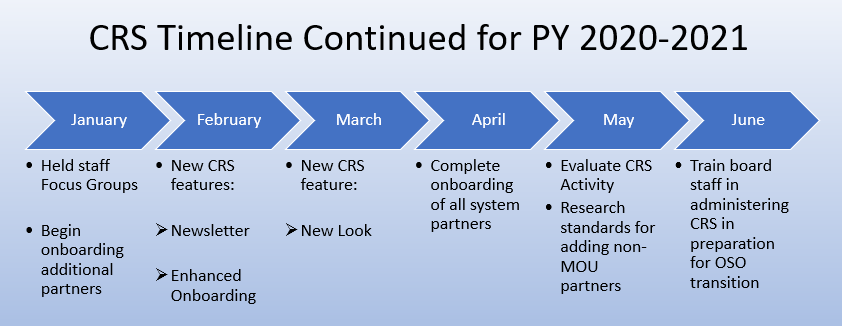 CRS Timeline Continued for PY 2020-2021
January
February
March
April
May
June
• Held staff
Focus Groups
• Begin
onboarding
additional
partners
• New CRS
features:
➢ Newsletter
➢ Enhanced
Onboarding
• New CRS
feature:
➢ New Look
• Complete
onboarding
of all system
partners
• Evaluate CRS
Activity
• Research
standards for
adding non-
MOU
partners
• Train board
staff in
administering
CRS in
preparation
for OSO
transition